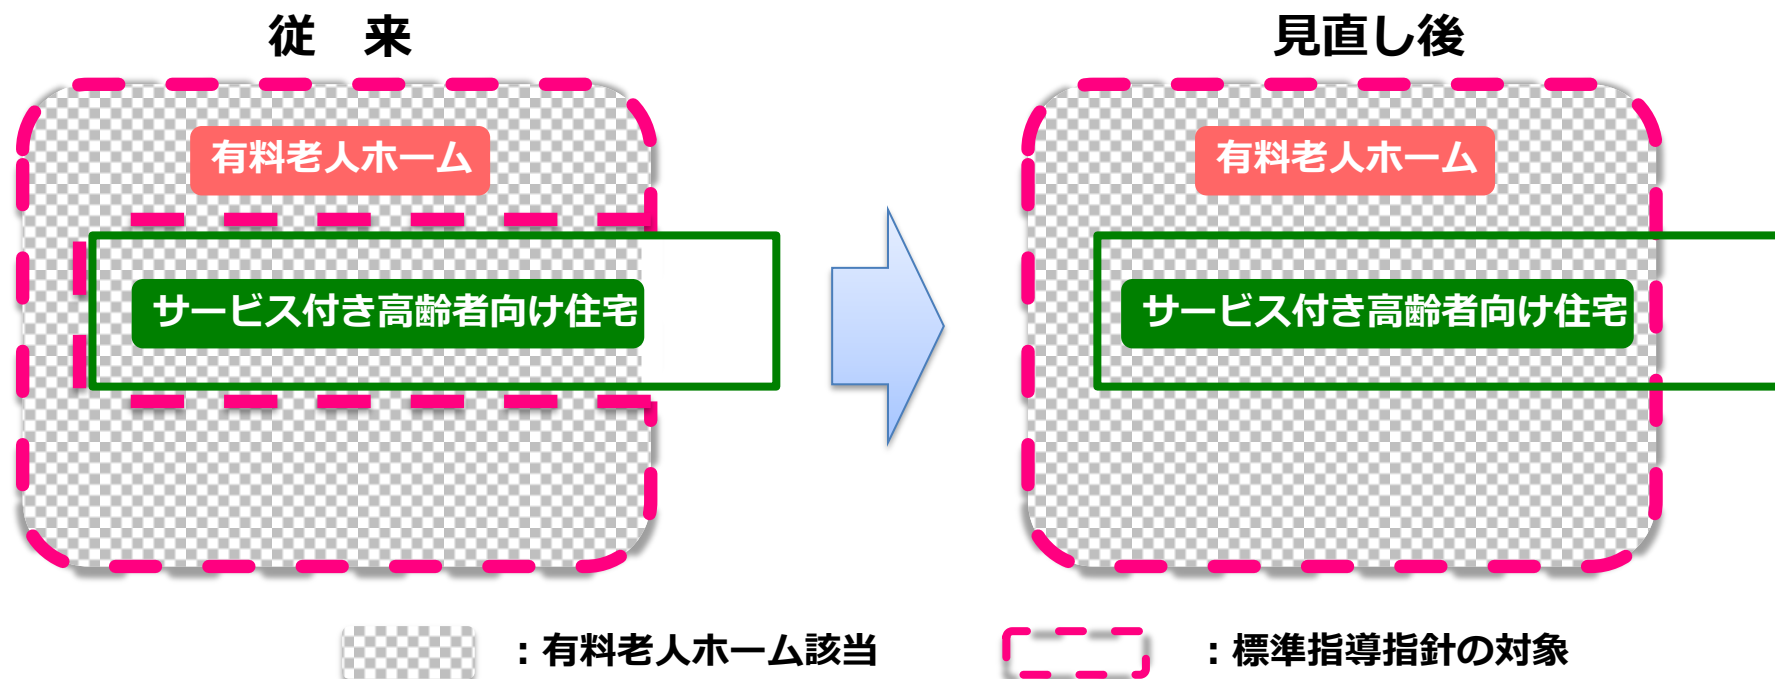 従　来
見直し後
有料老人ホーム
有料老人ホーム
サービス付き高齢者向け住宅
サービス付き高齢者向け住宅
：有料老人ホーム該当
：標準指導指針の対象